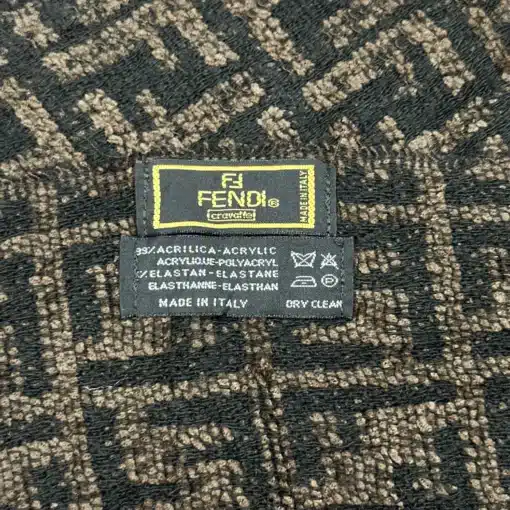 FF
FENDI®
cravatte
MADE IN ITALY
99% ACRILICA-ACRYLIC
ACRYLIQUE-POLYACRYL
% ELASTAN-ELASTANE
ELASTHANNE-ELASTHAN
MADE IN ITALY
DRY CLEAN
P